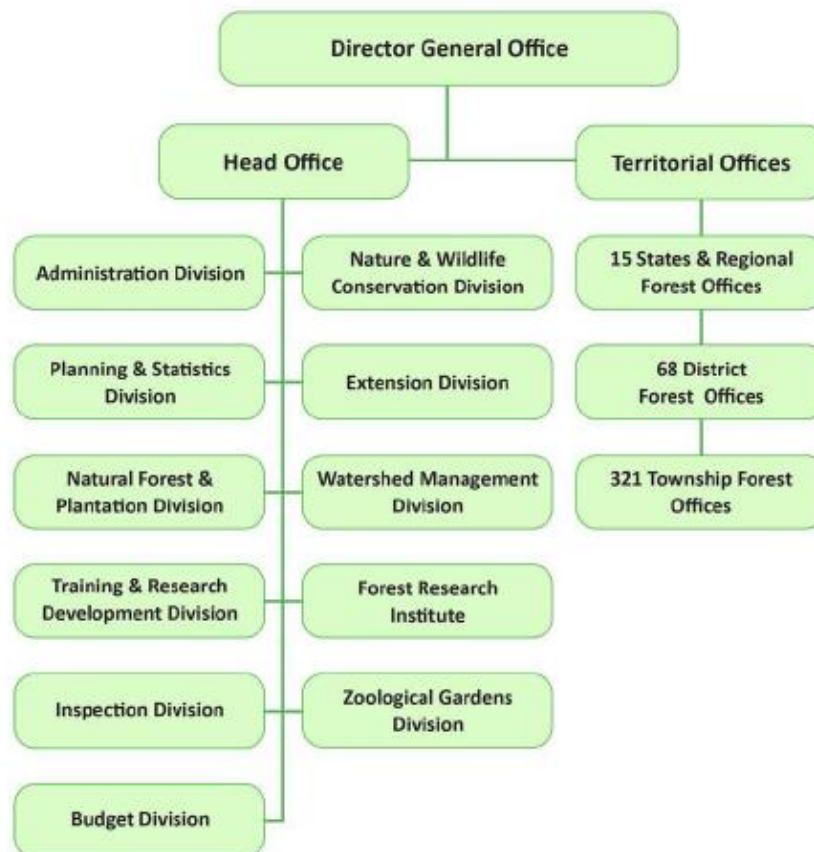 Director General Office
Head Office
Territorial Offices
Administration Division
Nature & Wildlife
Conservation Division
15 States & Regional
Forest Offices
Planning & Statistics
Division
Extension Division
68 District
Forest Offices
Natural Forest &
Plantation Division
Watershed Management
Division
321 Township Forest
Offices
Training & Research
Development Division
Forest Research
Institute
Inspection Division
Zoological Gardens
Division
Budget Division